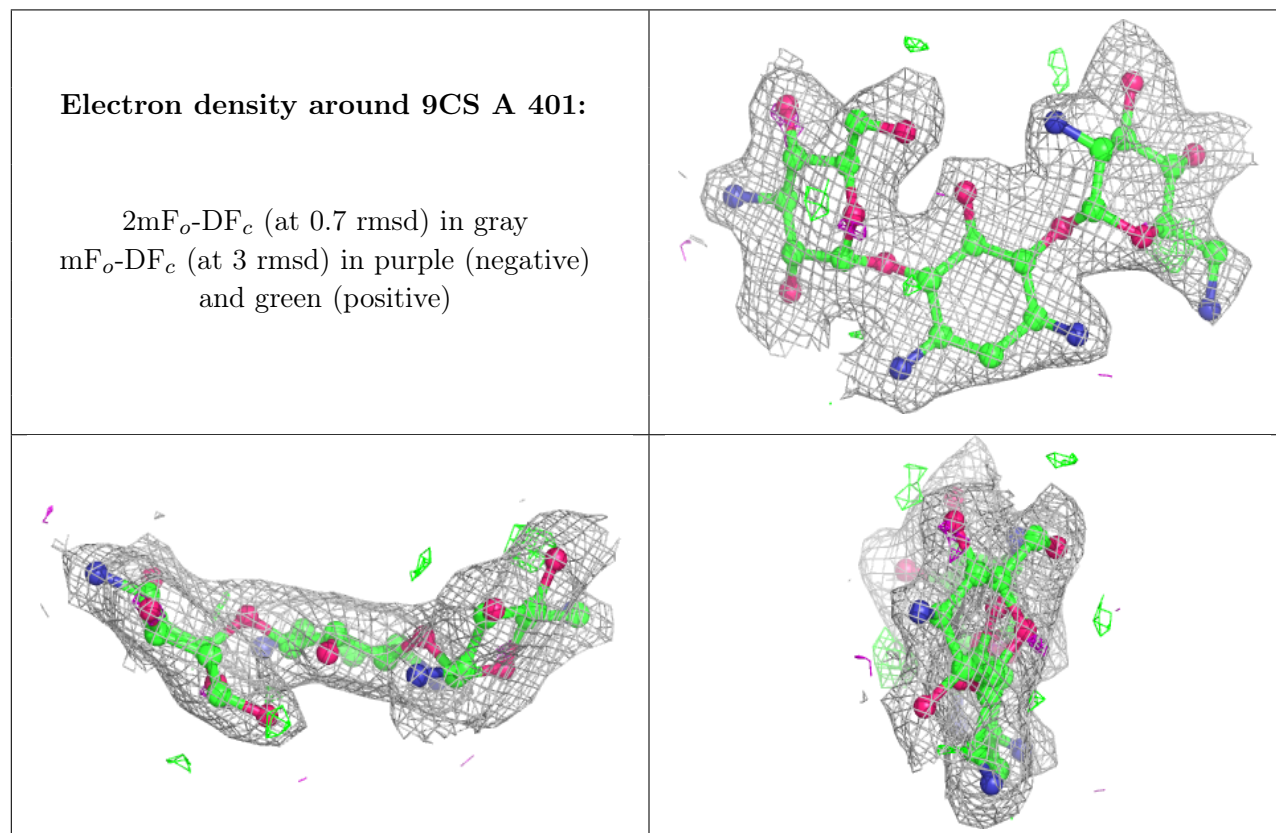 Electron density around 9CS A 401:
2mFo-DFc (at 0.7 rmsd) in gray
mFo-DFc (at 3 rmsd) in purple (negative)
and green (positive)